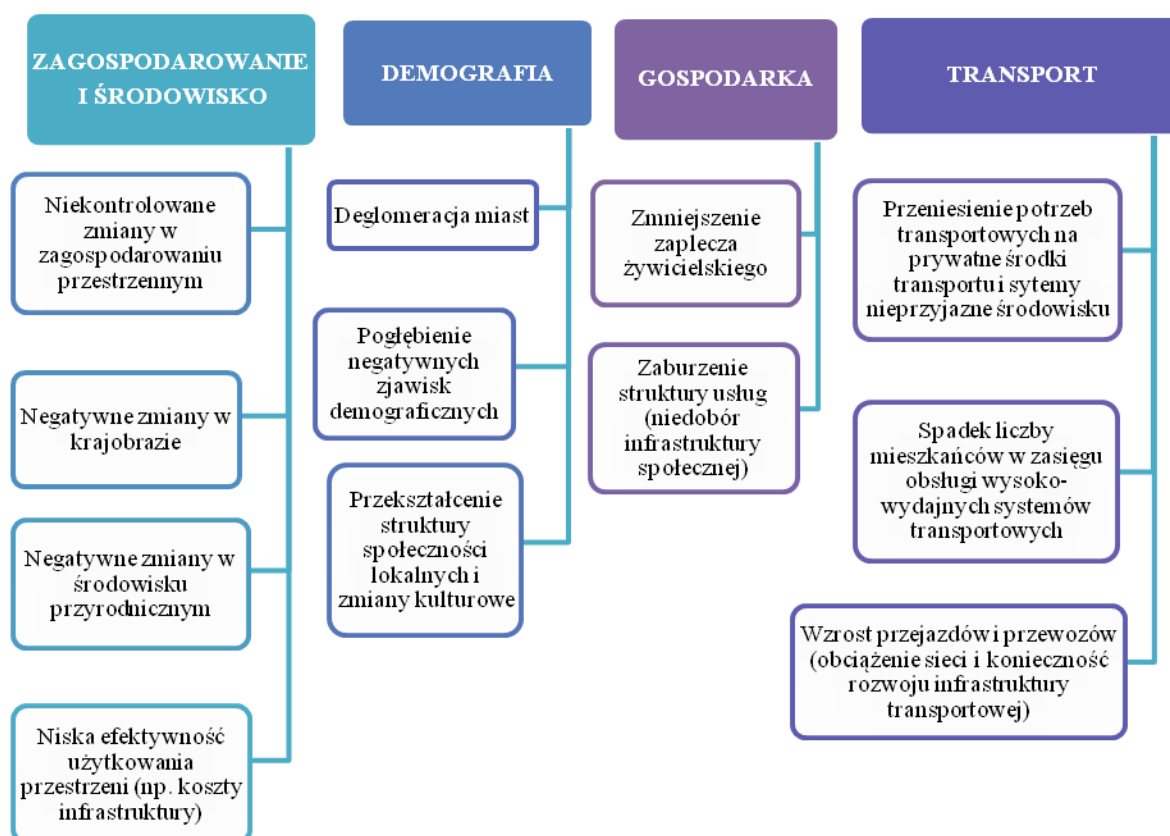 ZAGOSPODAROWANIE
I ŚRODOWISKO
Niekontrolowane
zmiany w
zagospodarowaniu
przestrzennym
Negatywne zmiany w
krajobrazie
Negatywne zmiany w
środowisku
przyrodnicznym
Niska efektywność
użytkowania
przestrzeni (np. koszty
infrastruktury)
DEMOGRAFIA
Deglomeracja miast
Pogłębienie
negatywnych
zjawisk
demograficznych
Przekształcenie
struktury
społeczności
lokalnych i
zmiany kulturowe
GOSPODARKA
Zmniejszenie
zaplecza
żywicielskiego
Zaburzenie
struktury usług
(niedobór
infrastruktury
społecznej)
TRANSPORT
Przeniesienie potrzeb
transportowych na
prywatne środki
transportu i sytemy
nieprzyjazne środowisku
Spadek liczby
mieszkańców w zasięgu
obsługi wysoko-
wydajnych systemów
transportowych
Wzrost przejazdów i przewozów
(obciążenie sieci i konieczność
rozwoju infrastruktury
transportowej)